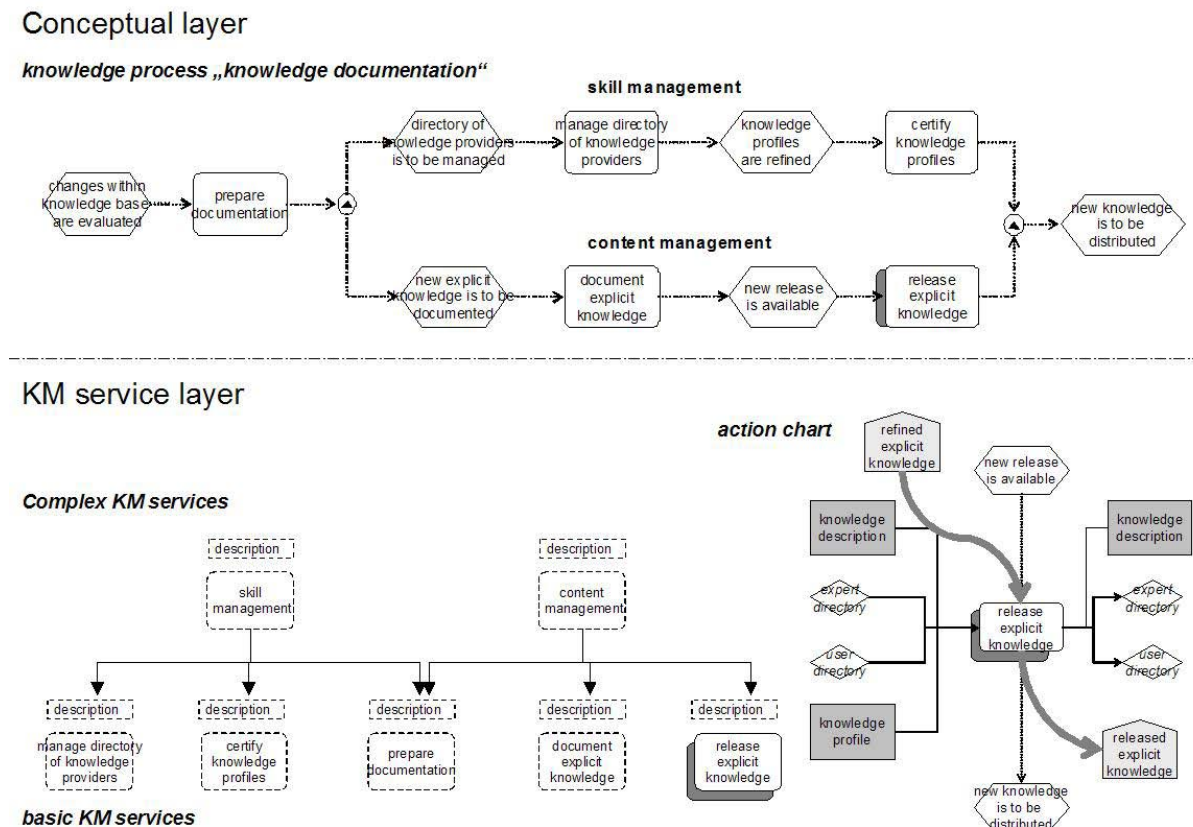 Conceptual layer
knowledge process „knowledge documentation“
skill management
directory of
knowledge providers
is to be managed
manage directory
of knowledge
providers
knowledge
profiles
are refined
certify
knowledge
profiles
changes within
knowledge base
are evaluated
prepare
documentation
new knowledge
is to be
distributed
content management
new explicit
knowledge is to be
documented
document
explicit
knowledge
new release
is available
release
explicit
knowledge
KM service layer
action chart
refined
explicit
knowledge
new release
is available
Complex KM services
knowledge
description
knowledge
description
description
description
skill
management
content
management
expert
directory
release
explicit
knowledge
expert
directory
user
directory
user
directory
description
description
description
description
description
manage directory
of knowledge
providers
certify
knowledge
profiles
prepare
documentation
document
explicit
knowledge
release
explicit
knowledge
knowledge
profile
released
explicit
knowledge
new knowledge
is to be
distributed
basic KM services